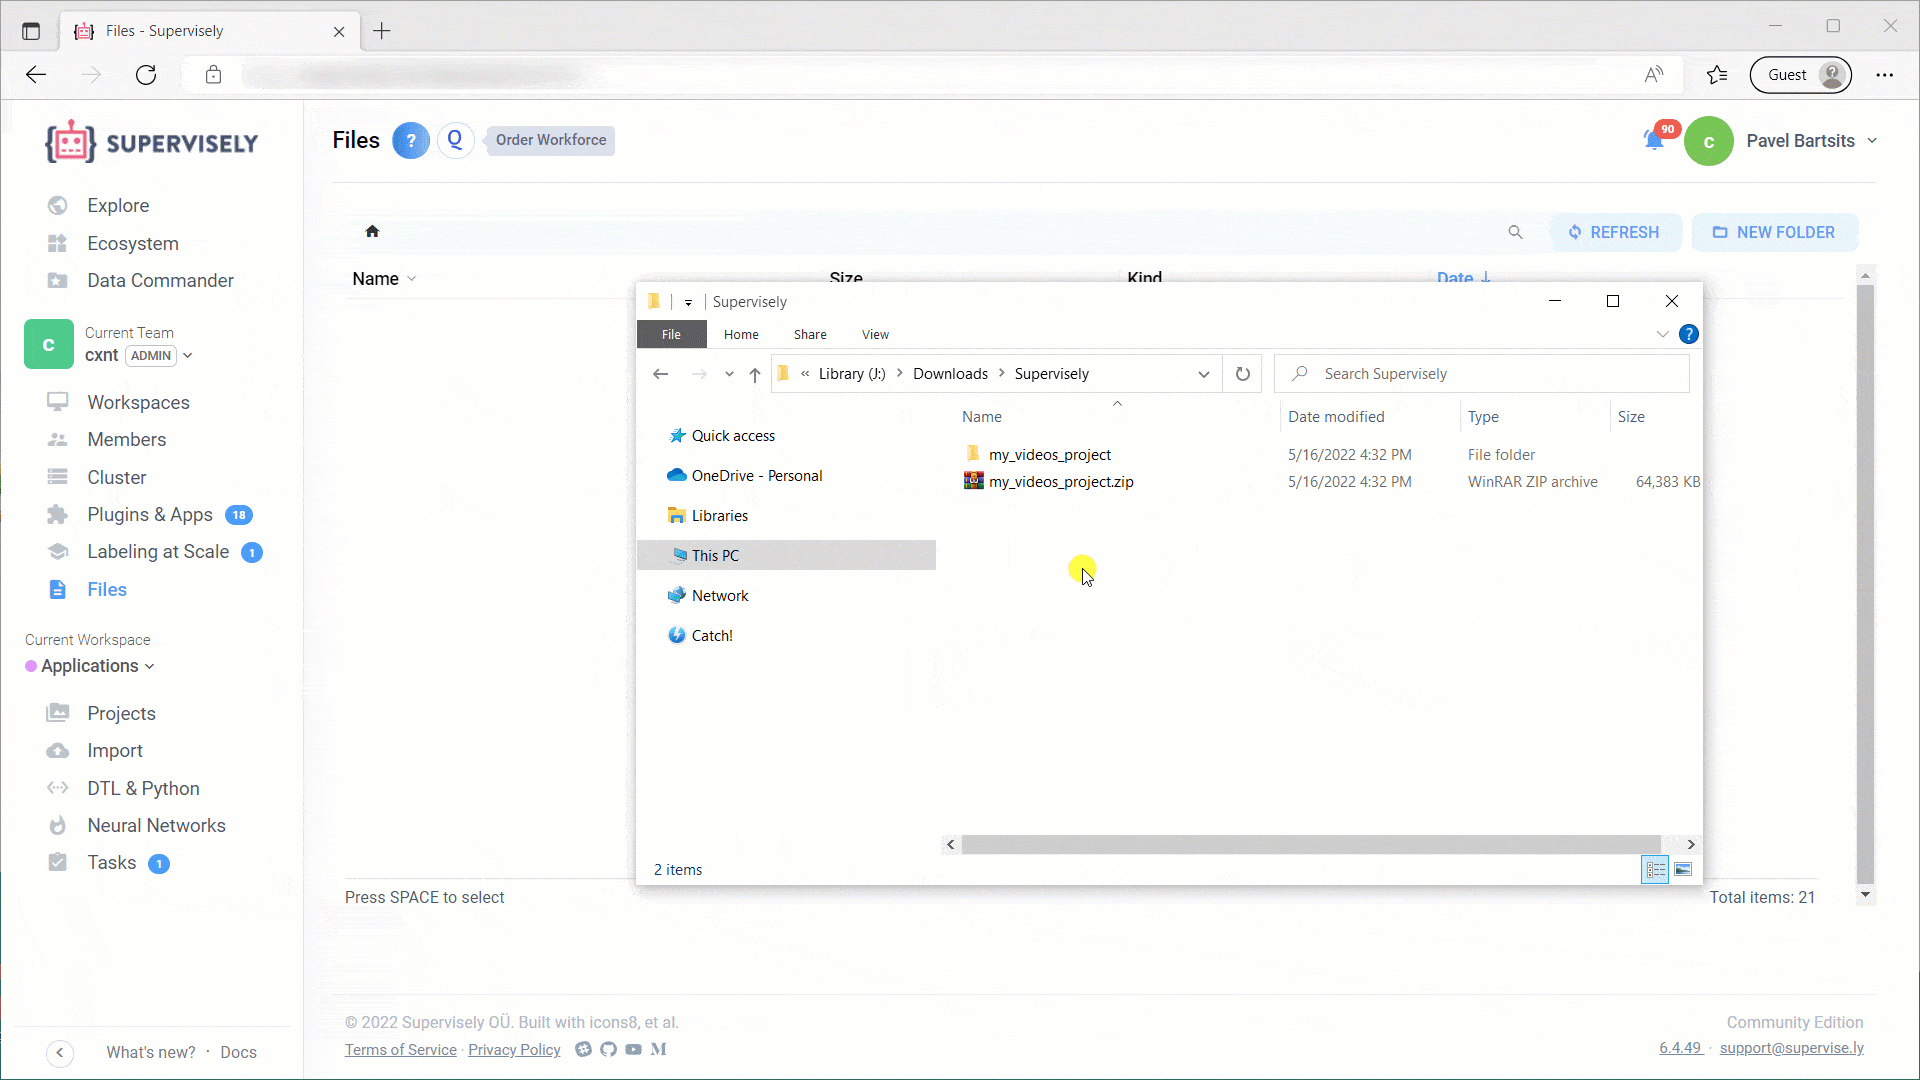 Files - Supervisely
Guest
SUPERVISELY
Files
?
Q
Order Workforce
90
c
Pavel Bartsits
Explore
Ecosystem
Data Commander
REFRESH
NEW FOLDER
Name
Size
Kind
Date
c
Current Team
cxnt ADMIN
Workspaces
Members
Cluster
Plugins & Apps 18
Labeling at Scale 1
Files
Current Workspace
Applications
Projects
Import
DTL & Python
Neural Networks
Tasks 1
What's new? · Docs
Supervisely
File Home Share View
?
« Library (J:) > Downloads > Supervisely
Search Supervisely
Quick access
OneDrive - Personal
Libraries
This PC
Network
Catch!
Name Date modified Type Size
my_videos_project 5/16/2022 4:32 PM File folder
my_videos_project.zip 5/16/2022 4:32 PM WinRAR ZIP archive 64,383 KB
2 items
Press SPACE to select
Total items: 21
© 2022 Supervisely OÜ. Built with icons8, et al.
Terms of Service · Privacy Policy
Community Edition
6.4.49 · support@supervise.ly